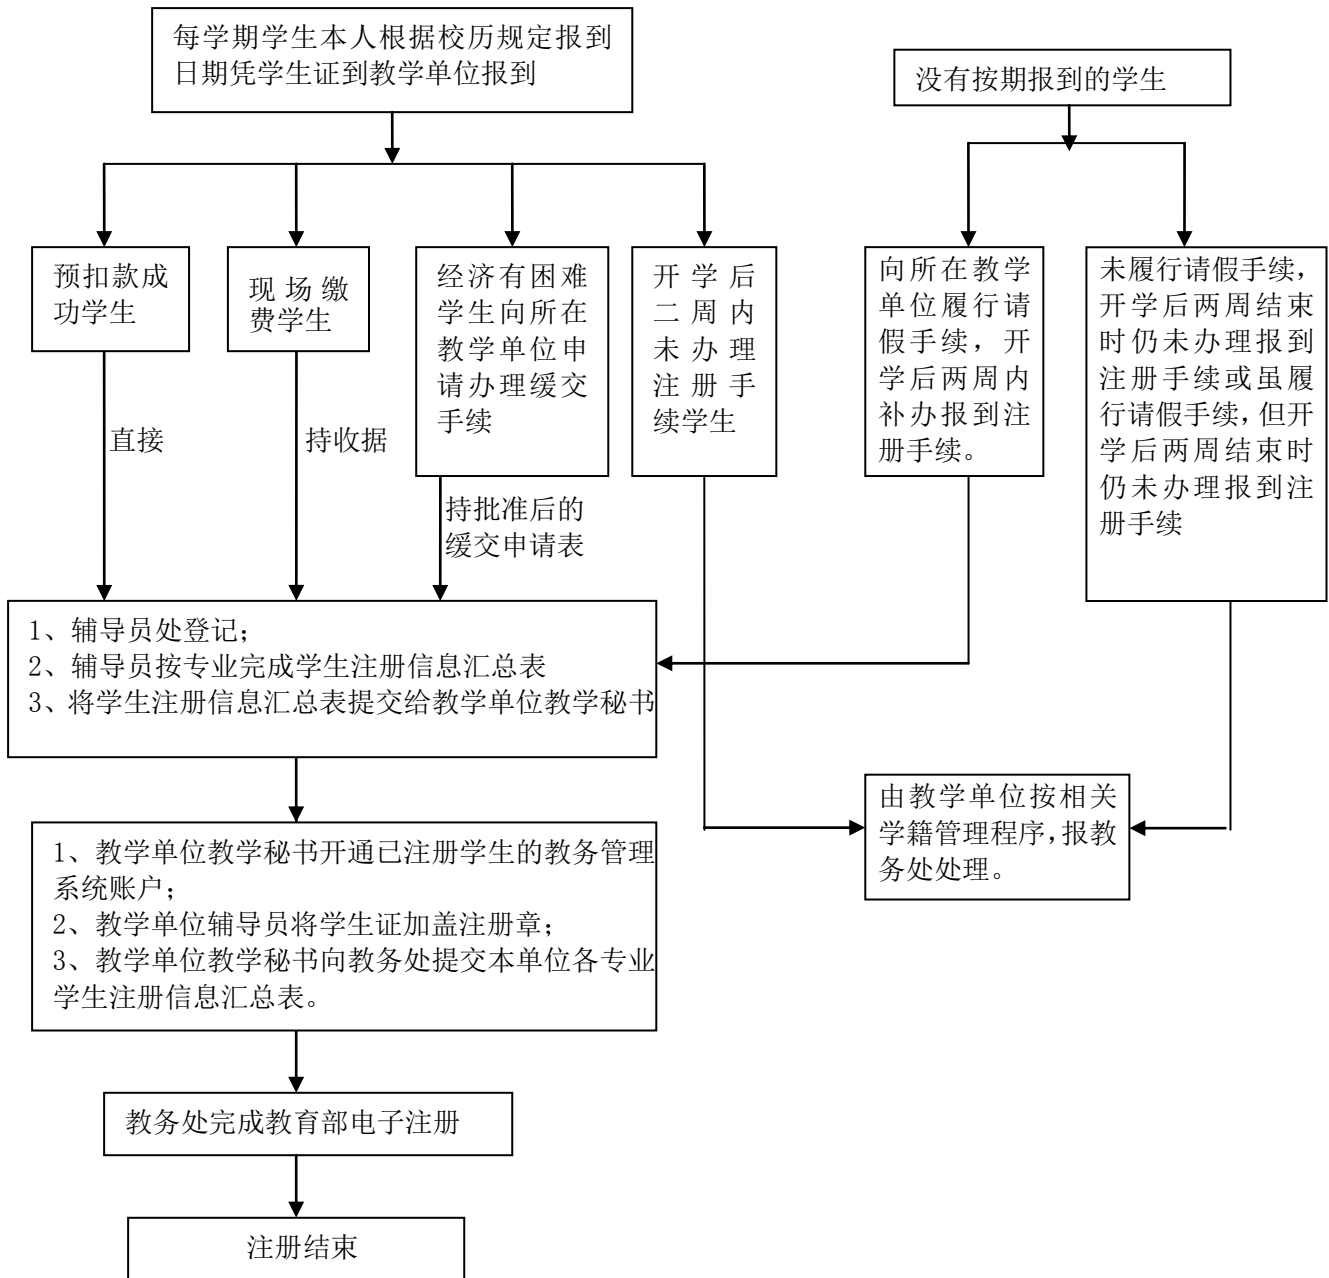 每学期学生本人根据校历规定报到
日期凭学生证到教学单位报到
没有按期报到的学生
预扣款成
功学生
现场缴
费学生
经济有困难
学生向所在
教学单位申
请办理缓交
手续
开学后
二周内
未办理
注册手
续学生
向所在教学
单位履行请
假手续，开
学后两周内
补办报到注
册手续。
未履行请假手续，
开学后两周结束
时仍未办理报到
注册手续或虽履
行请假手续，但开
学后两周结束时
仍未办理报到注
册手续
直接
持收据
持批准后的
缓交申请表
1、辅导员处登记；
2、辅导员按专业完成学生注册信息汇总表
3、将学生注册信息汇总表提交给教学单位教学秘书
由教学单位按相关
学籍管理程序，报教
务处处理。
1、教学单位教学秘书开通已注册学生的教务管理
系统账户；
2、教学单位辅导员将学生证加盖注册章；
3、教学单位教学秘书向教务处提交本单位各专业
学生注册信息汇总表。
教务处完成教育部电子注册
注册结束